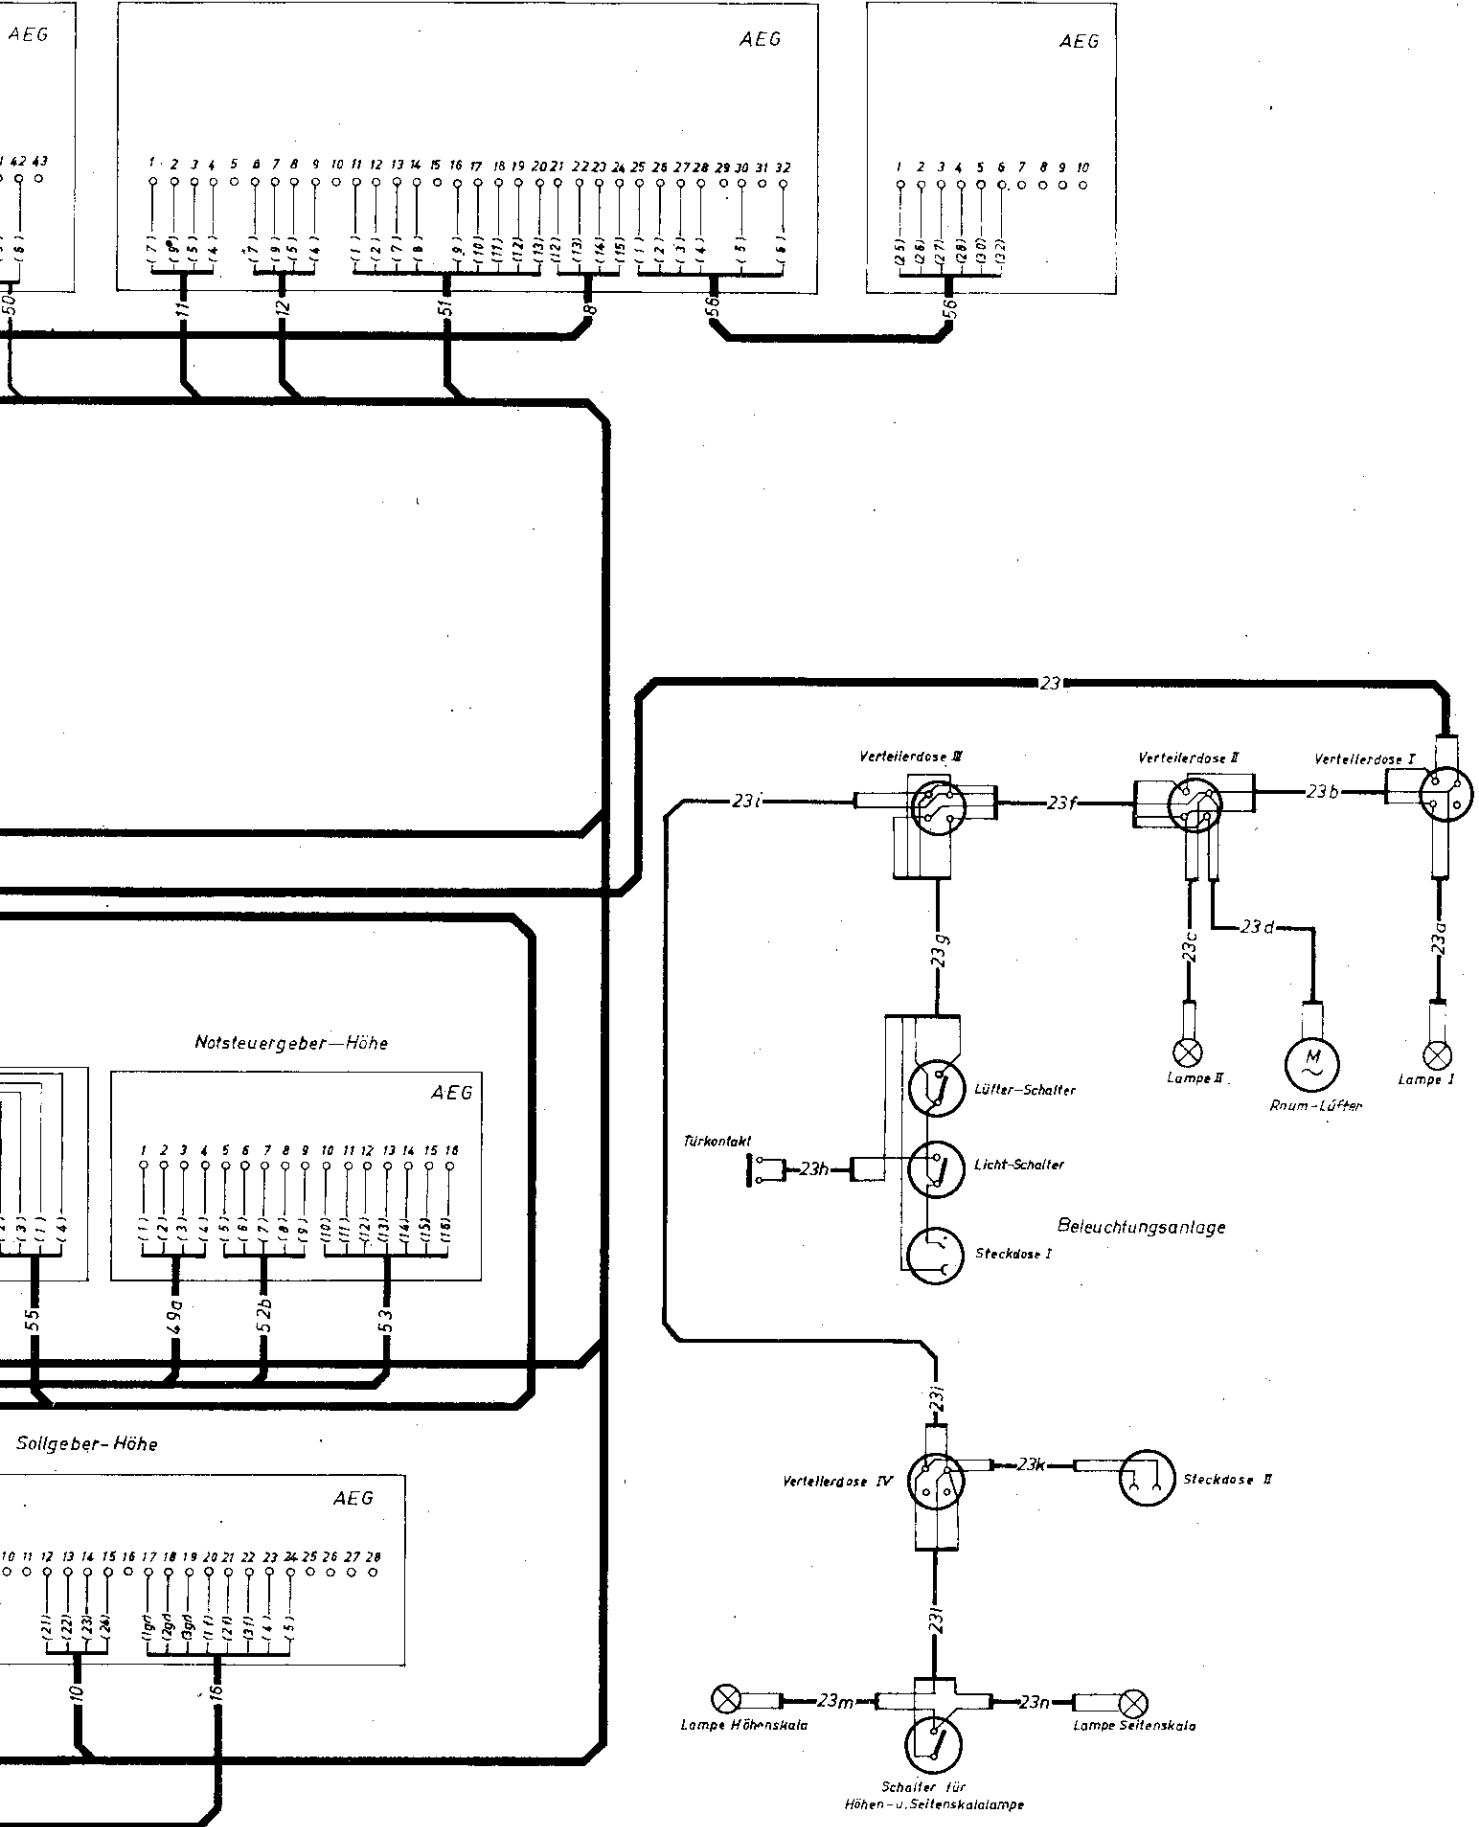 AEG
AEG
AEG
42 43
1 2 3 4 5 6 7 8 9 10 11 12 13 14 15 16 17 18 19 20 21 22 23 24 25 26 27 28 29 30 31 32
1 2 3 4 5 6 7 8 9 10
(6)
(7) (9) (5) (4)
(7) (9) (5) (4)
(1) (2) (7) (8) (9) (10) (11) (12) (13)
(12) (13) (14) (15)
(1) (2) (3) (4) (5) (6)
(25) (26) (27) (28) (30) (32)
50
11
12
51
8
56
56
23
Verteilerdose III
Verteilerdose II
Verteilerdose I
23i
23f
23b
23g
23c
23d
23a
Notsteuergeber-Höhe
AEG
Lüfter-Schalter
Lampe II
M
~
Raum-Lüfter
Lampe I
Türkontakt
23h
Licht-Schalter
Beleuchtungsanlage
Steckdose I
1 2 3 4 5 6 7 8 9 10 11 12 13 14 15 16
(2) (3) (1) (4)
(1) (2) (3) (4)
(5) (6) (7) (8) (9)
(10) (11) (12) (13) (14) (15) (16)
55
49a
52b
53
23i
Sollgeber-Höhe
AEG
Verteilerdose IV
23k
Steckdose II
10 11 12 13 14 15 16 17 18 19 20 21 22 23 24 25 26 27 28
(21) (22) (23) (24)
(1gr) (2gr) (3gr) (1f) (2f) (3f) (4) (5)
23l
10
16
23m
23n
Lampe Höhenskala
Lampe Seitenskala
Schalter für
Höhen-u.Seitenskalalampe